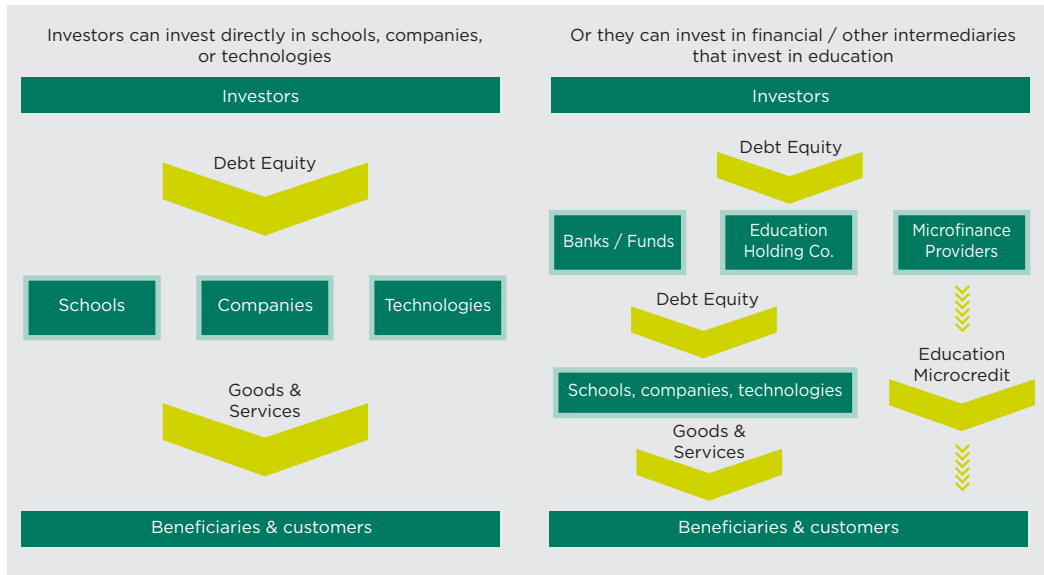 Investors can invest directly in schools, companies,
or technologies
Investors
Debt Equity
Schools
Companies
Technologies
Goods &
Services
Beneficiaries & customers
Or they can invest in financial / other intermediaries
that invest in education
Investors
Debt Equity
Banks / Funds
Education
Holding Co.
Microfinance
Providers
Debt Equity
Schools, companies, technologies
Education
Microcredit
Goods &
Services
Beneficiaries & customers